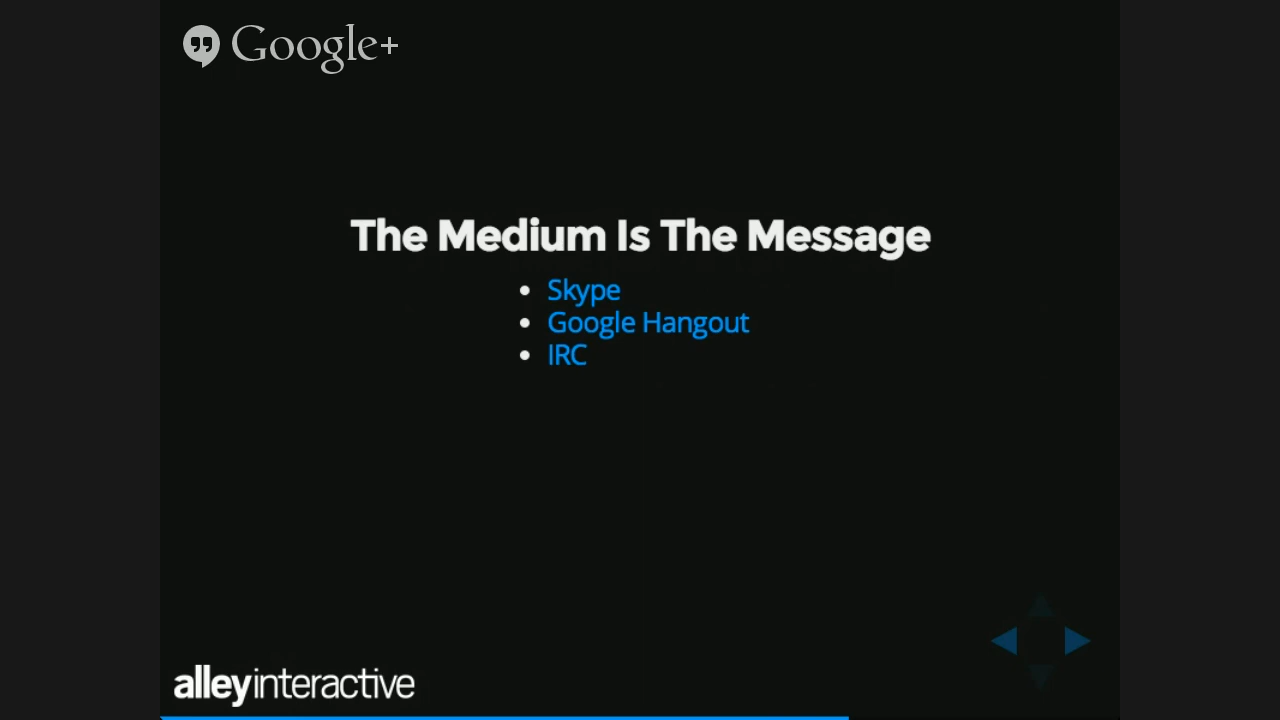 Google+
The Medium Is The Message
Skype
Google Hangout
IRC
alleyinteractive